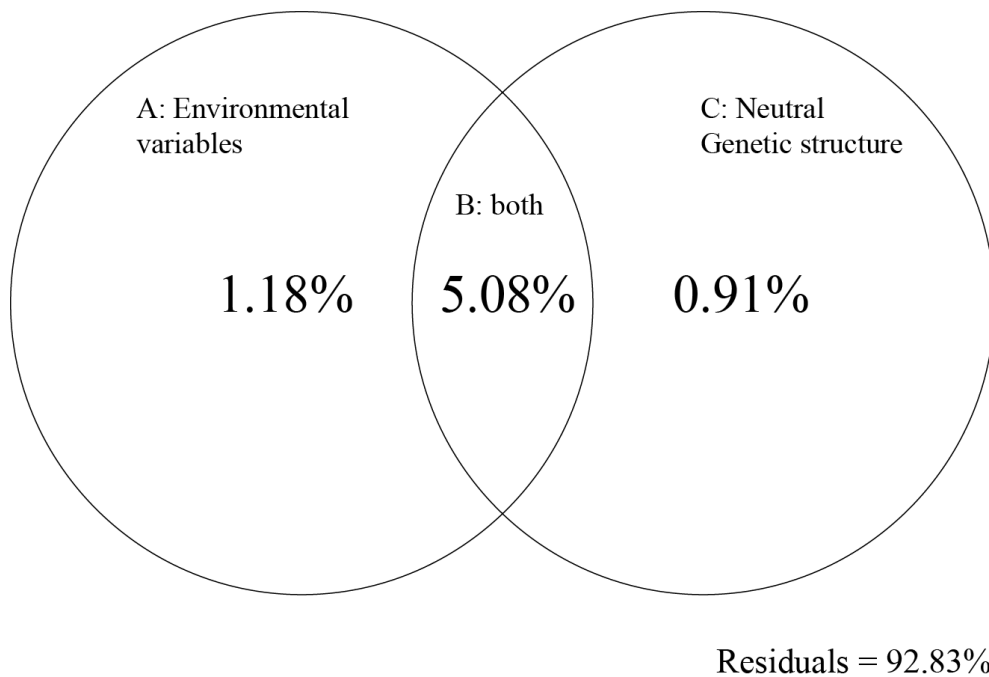 A: Environmental
variables
C: Neutral
Genetic structure
B: both
1.18%
5.08%
0.91%
Residuals = 92.83%